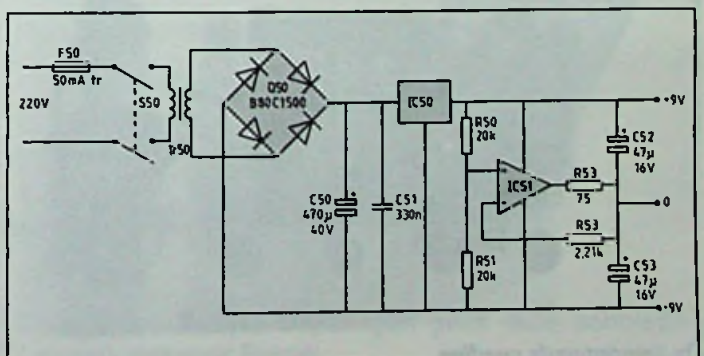 F50
50mA tr
220V
S50
tr50
D50
B80C1500
C50
470µ
40V
C51
330n
IC50
R50
20k
R51
20k
IC51
R53
75
R53
2,21k
C52
47µ
16V
C53
47µ
16V
+9V
0
-9V